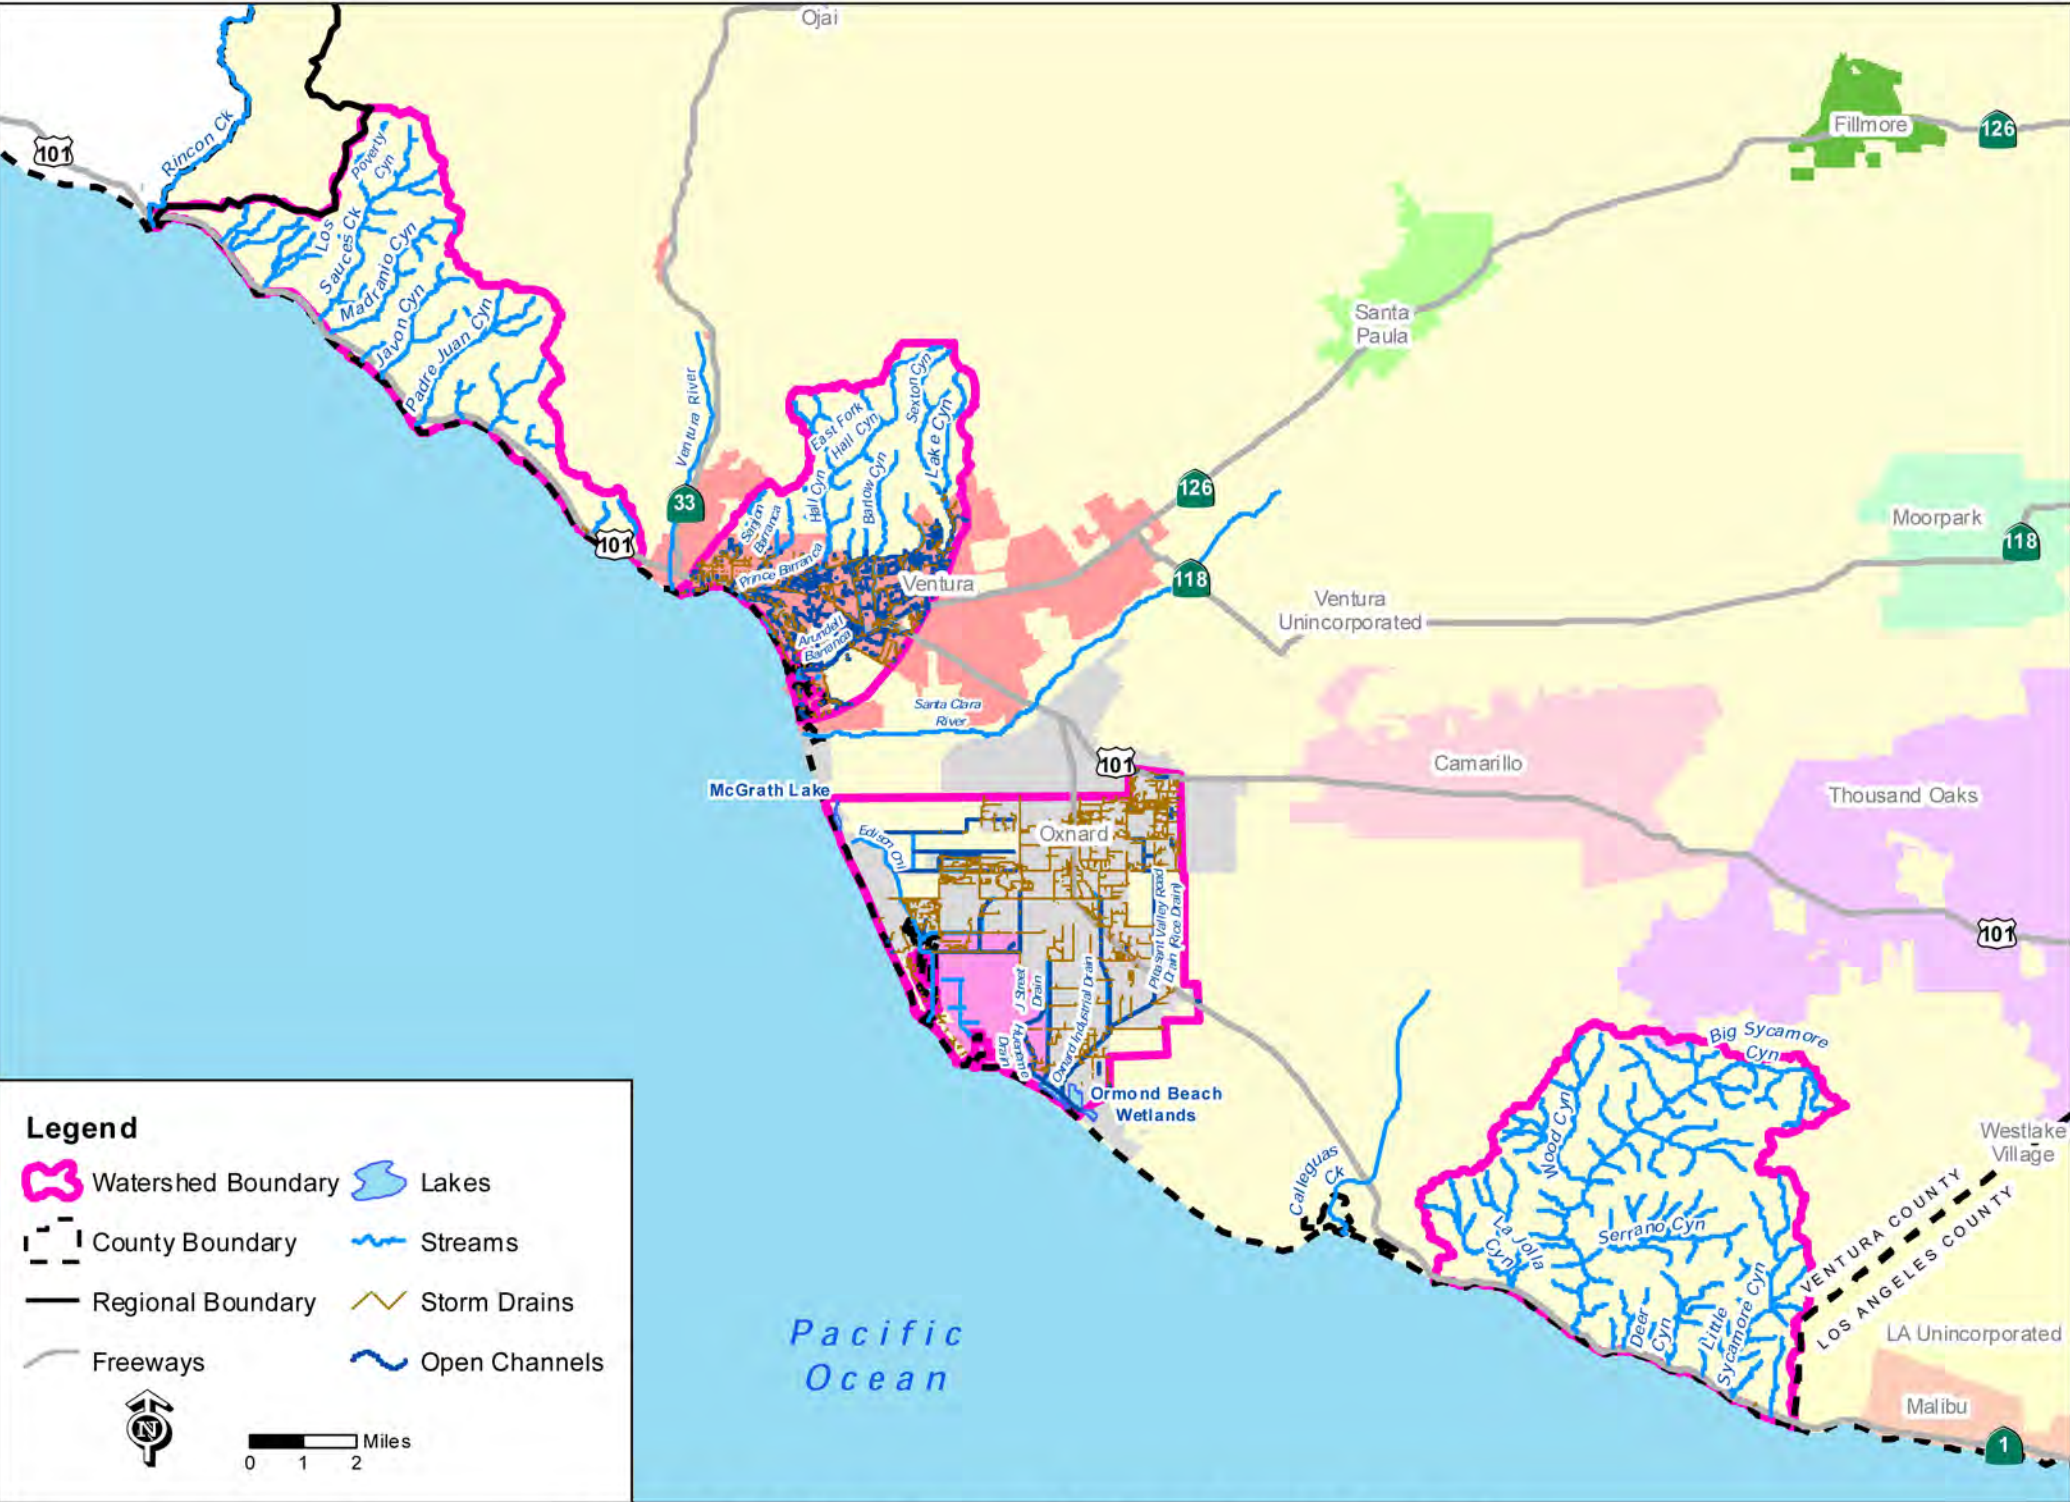 Ojai
101
Rincon Ck
Poverty
Cyn
Los
Sauces Ck
Madranio Cyn
Javon Cyn
Padre Juan Cyn
Fillmore
126
Santa
Paula
Ventura River
33
101
Sexton Cyn
East Fork
Hall Cyn
Lake Cyn
Hall Cyn
Barlow Cyn
Sanjon
Barranca
Prince Barranca
Arundell
Barranca
Ventura
126
118
Moorpark
118
Ventura
Unincorporated
Santa Clara
River
101
McGrath Lake
Camarillo
Thousand Oaks
101
Oxnard
Edison Cnl
Pleasant Valley Road
Drain (Rice Drain)
J Street
Drain
Oxnard Industrial Drain
Hueneme
Drain
Ormond Beach
Wetlands
Calleguas
Ck
Big Sycamore
Cyn
Wood Cyn
La Jolla
Cyn
Serrano Cyn
Deer
Cyn
Little
Sycamore Cyn
Westlake
Village
VENTURA COUNTY
LOS ANGELES COUNTY
LA Unincorporated
Malibu
1
Pacific
Ocean
Legend
Watershed Boundary
Lakes
County Boundary
Streams
Regional Boundary
Storm Drains
Freeways
Open Channels
N
Miles
0 1 2